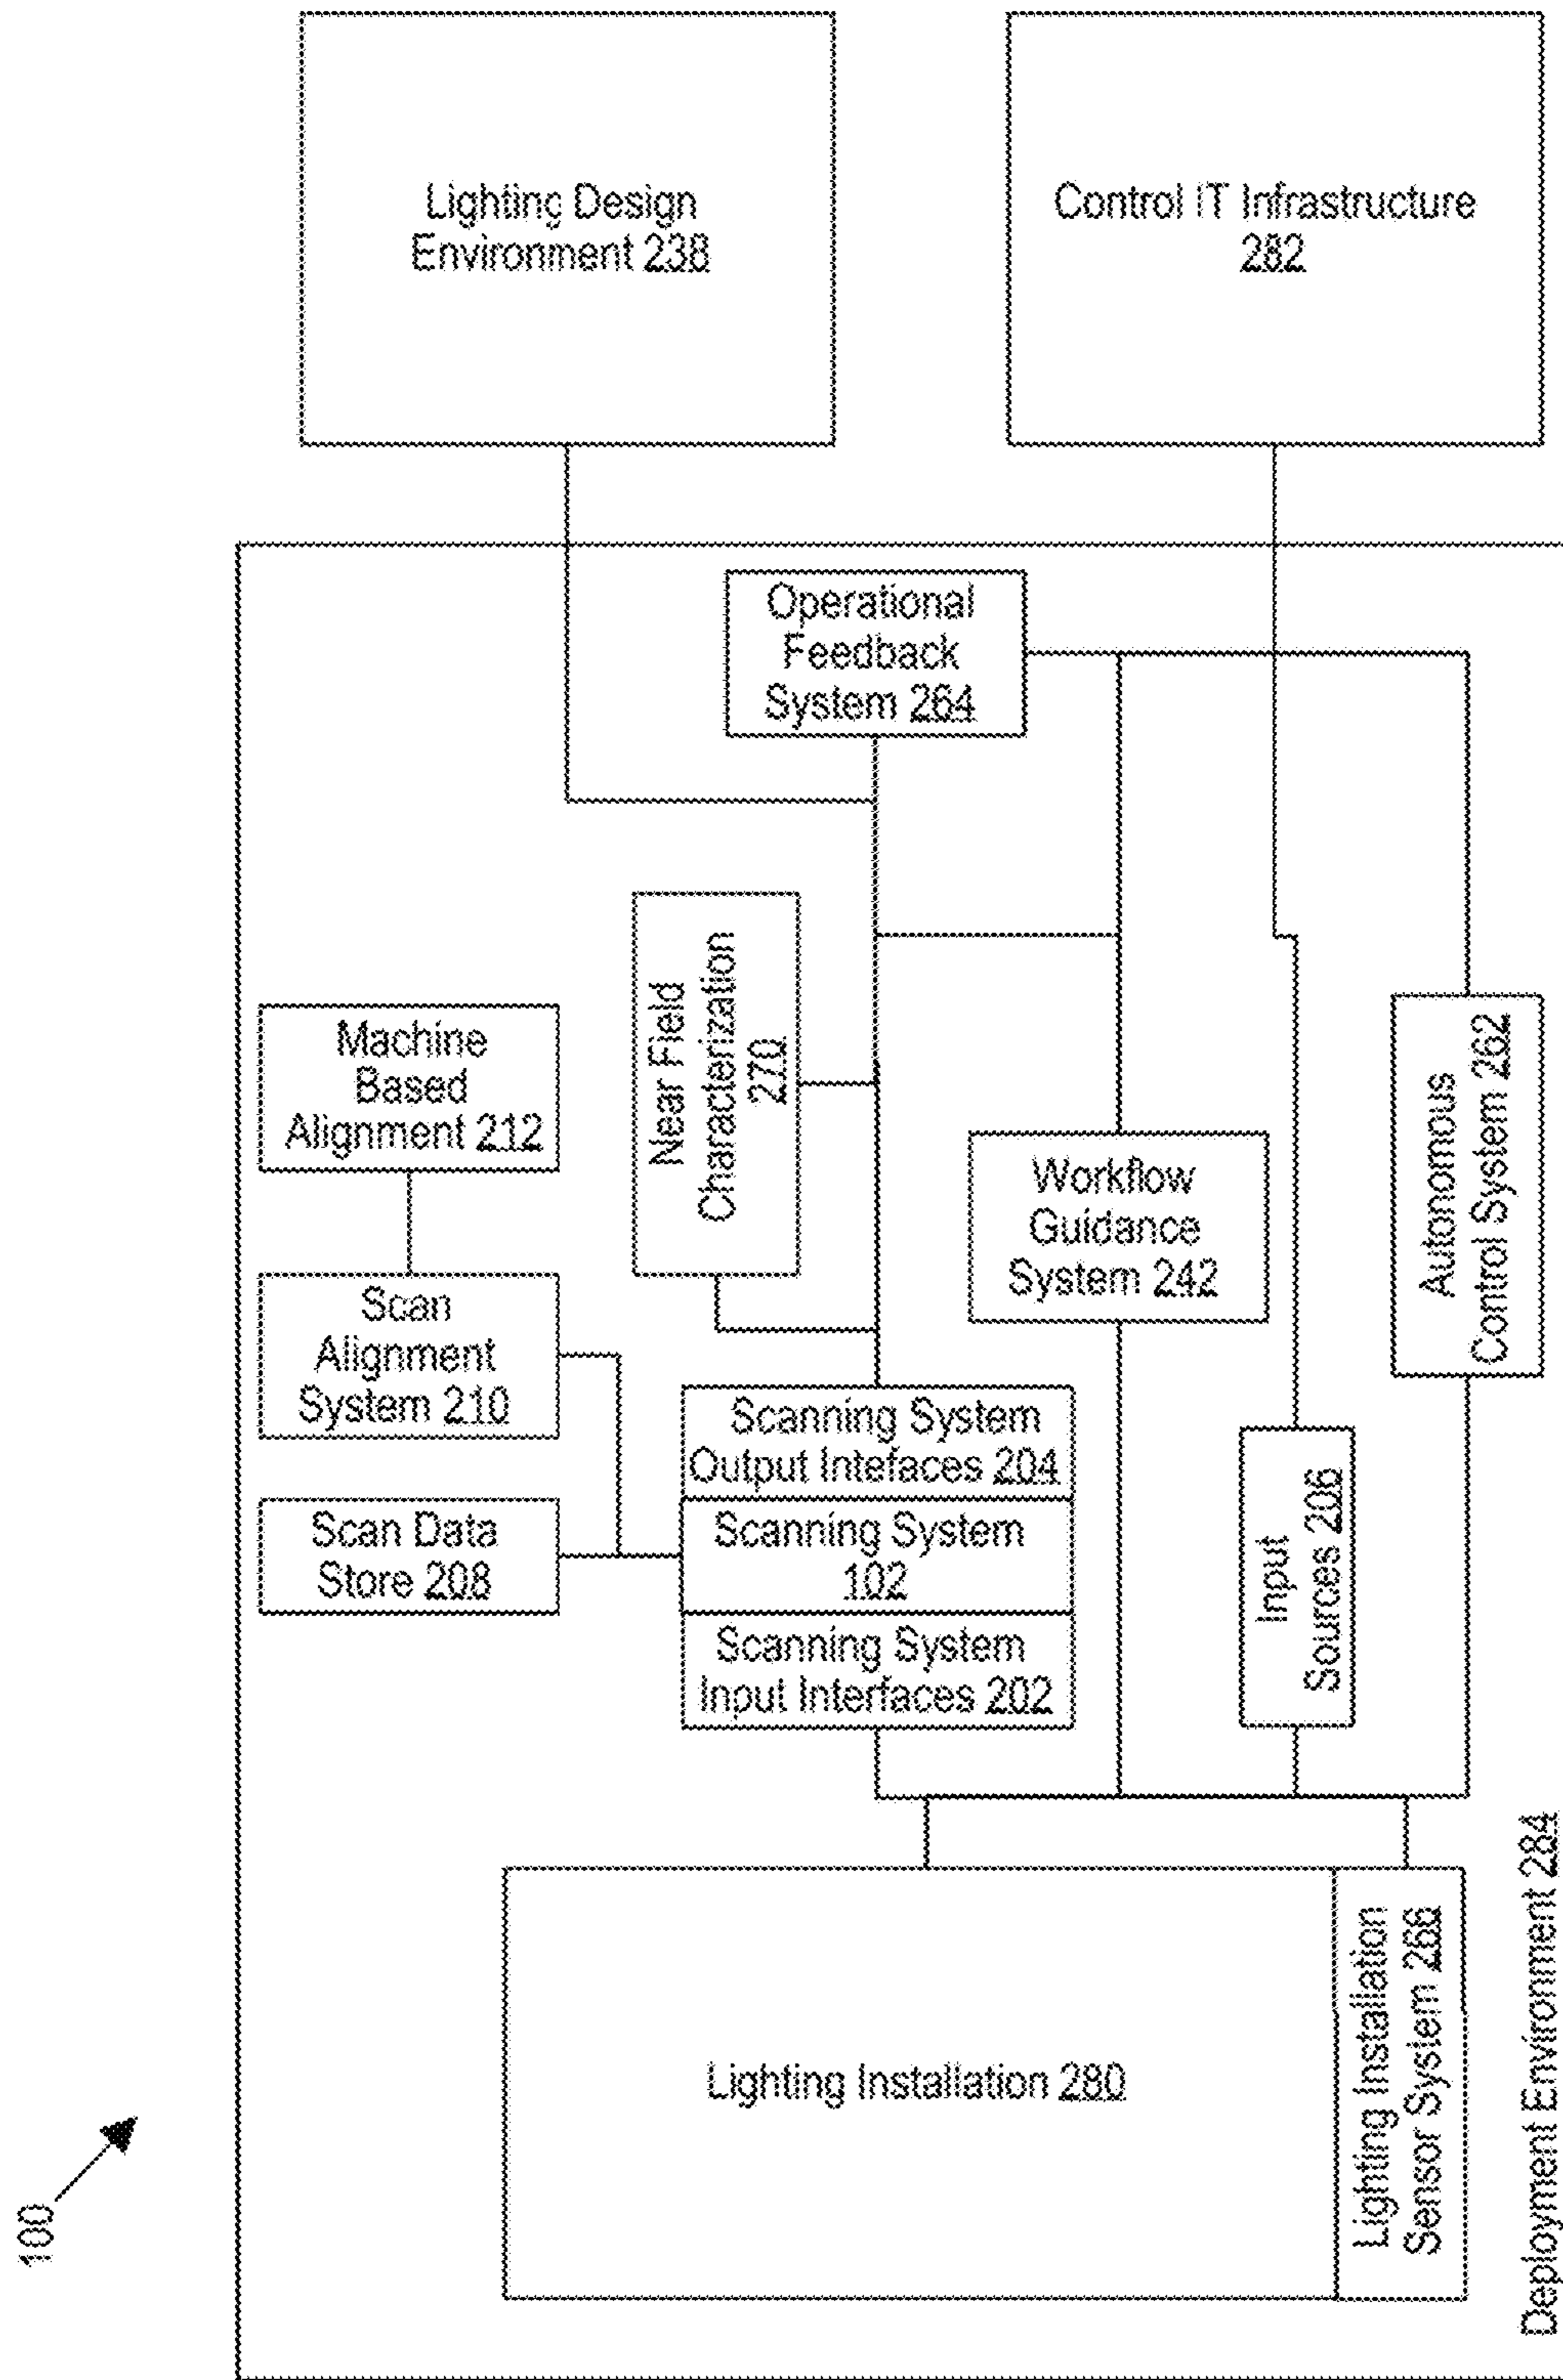 100
Lighting Design
Environment 238
Control IT Infrastructure
282
Operational
Feedback
System 264
Machine
Based
Alignment 212
Near Field
Characterization
270
Scan
Alignment
System 210
Workflow
Guidance
System 242
Autonomous
Control System 262
Scan Data
Store 208
Scanning System
Output Intefaces 204
Scanning System
102
Scanning System
Input Interfaces 202
Input
Sources 206
Lighting Installation 280
Lighting Installation
Sensor System 266
Deployment Environment 284